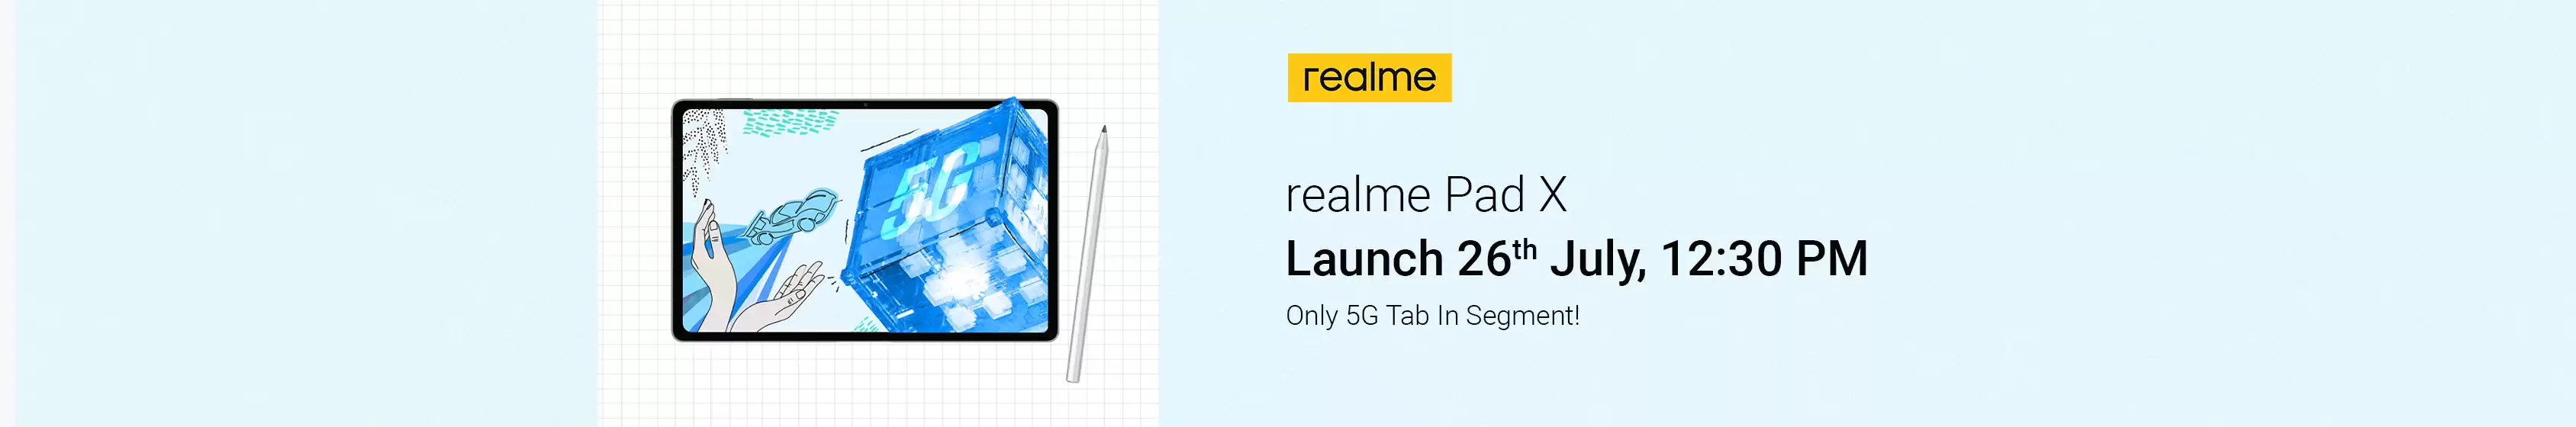 5G
realme
realme Pad X
Launch 26th July, 12:30 PM
Only 5G Tab In Segment!